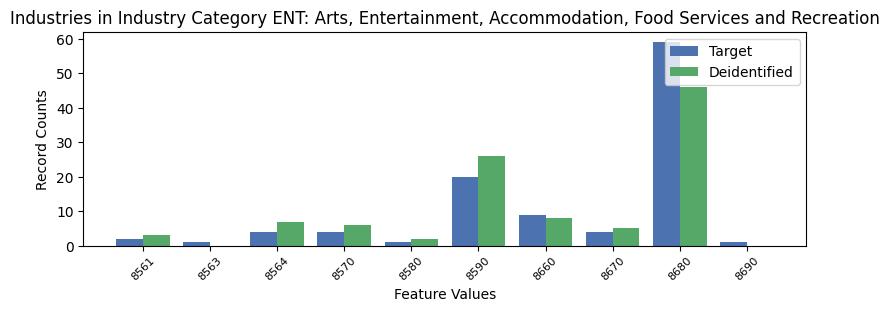 Industries in Industry Category ENT: Arts, Entertainment, Accommodation, Food Services and Recreation
Target
Deidentified
Record Counts
60
50
40
30
20
10
0
8561 8563 8564 8570 8580 8590 8660 8670 8680 8690
Feature Values